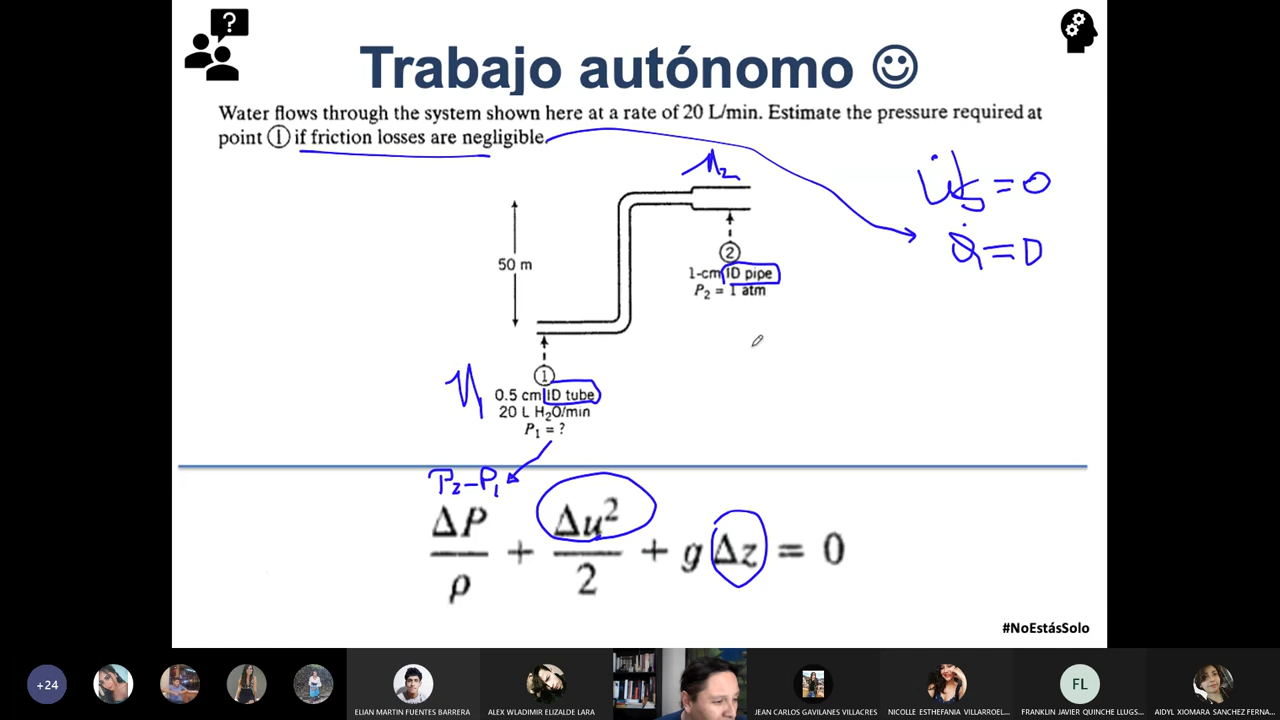 ?
Trabajo autónomo
Water flows through the system shown here at a rate of 20 L/min. Estimate the pressure required at
point ① if friction losses are negligible.
Ẇs = 0
Q̇ = 0
50 m
②
1-cm ID pipe
P₂ = 1 atm
①
0.5 cm ID tube
20 L H₂O/min
P₁ = ?
P₂ - P₁
ΔP/ρ + Δu²/2 + g Δz = 0
#NoEstásSolo
+24
ELIAN MARTIN FUENTES BARRERA
ALEX WLADIMIR ELIZALDE LARA
JEAN CARLOS GAVILANES VILLACRES
NICOLLE ESTHEFANIA VILLARROEL...
FL
FRANKLIN JAVIER QUINCHE LLUGS...
AIDYL XIOMARA SANCHEZ FERNA...